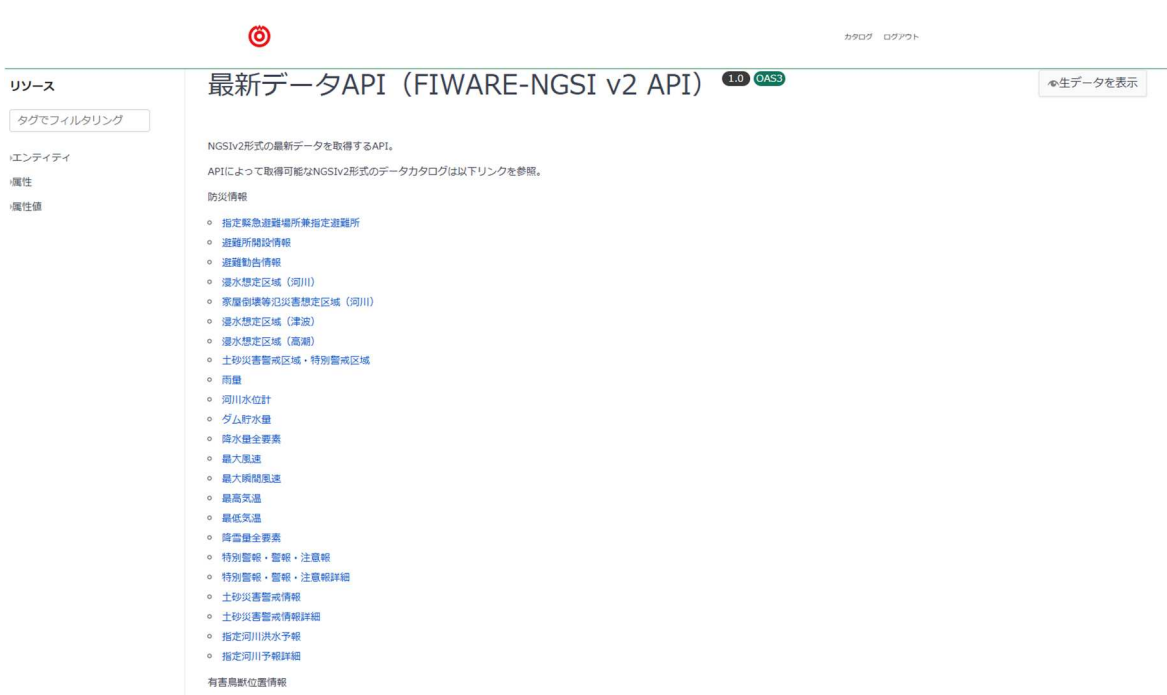 カタログ ログアウト
リソース
最新データAPI（FIWARE-NGSI v2 API） 1.0 OAS3
生データを表示
タグでフィルタリング
›エンティティ
›属性
›属性値
NGSIv2形式の最新データを取得するAPI。
APIによって取得可能なNGSIv2形式のデータカタログは以下リンクを参照。
防災情報
指定緊急避難場所兼指定避難所
避難所開設情報
避難勧告情報
浸水想定区域（河川）
家屋倒壊等氾災害想定区域（河川）
浸水想定区域（津波）
浸水想定区域（高潮）
土砂災害警戒区域・特別警戒区域
雨量
河川水位計
ダム貯水量
降水量全要素
最大風速
最大瞬間風速
最高気温
最低気温
降雪量全要素
特別警報・警報・注意報
特別警報・警報・注意報詳細
土砂災害警戒情報
土砂災害警戒情報詳細
指定河川洪水予報
指定河川予報詳細
有害鳥獣位置情報